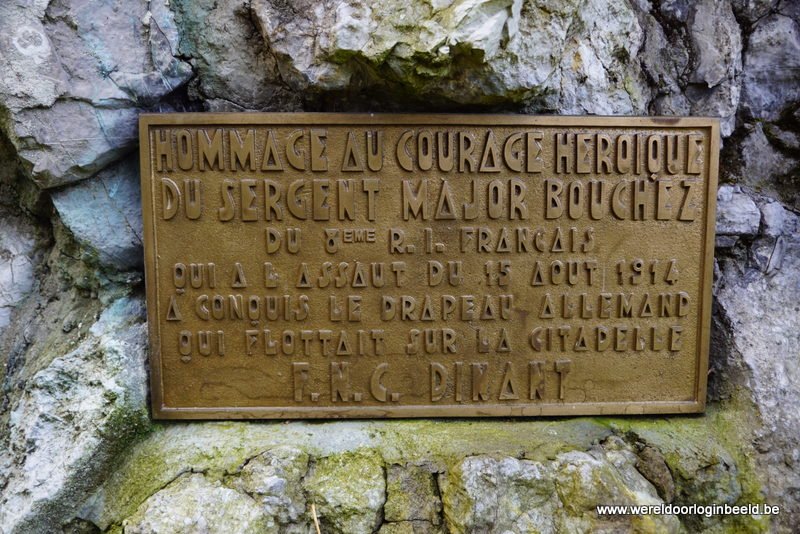 HOMMAGE AU COURAGE HEROIQUE
DU SERGENT MAJOR BOUCHEZ
DU 8EME R.I. FRANCAIS
QUI A L ASSAUT DU 15 AOUT 1914
A CONQUIS LE DRAPEAU ALLEMAND
QUI FLOTTAIT SUR LA CITADELLE
F.N.C. DINANT
www.wereldoorloginbeeld.be